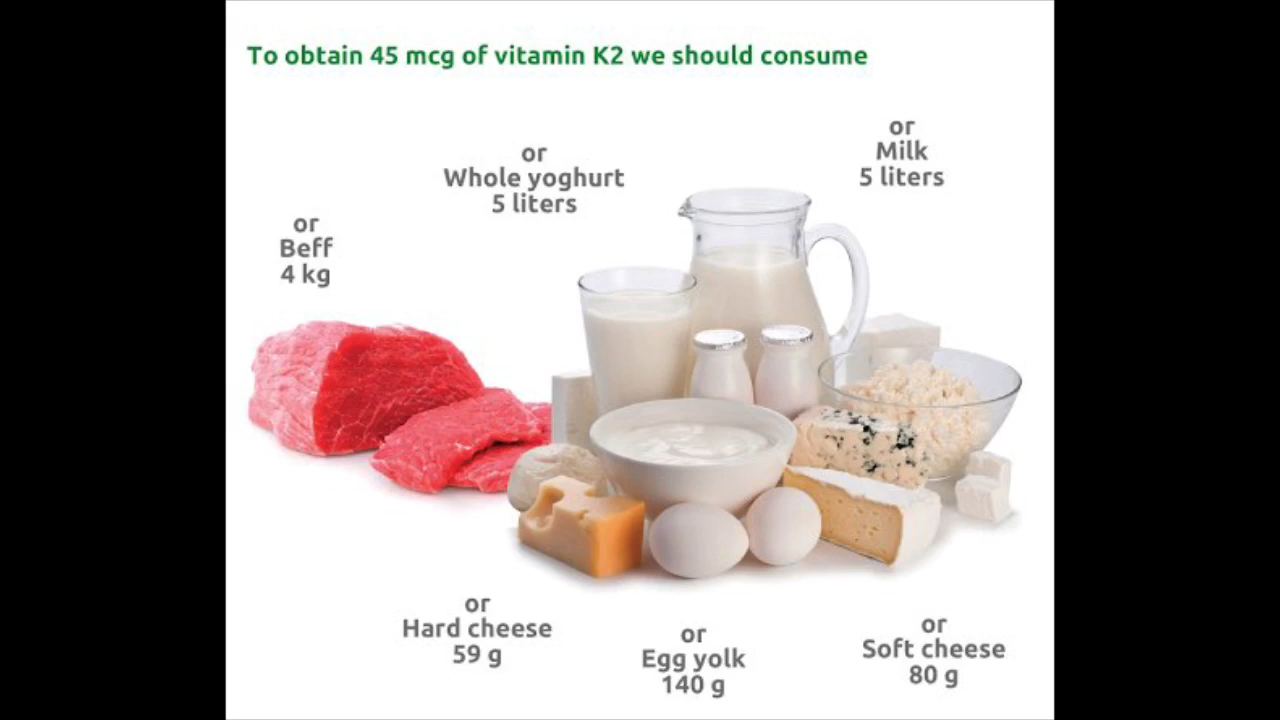 To obtain 45 mcg of vitamin K2 we should consume
or
Milk
5 liters
or
Whole yoghurt
5 liters
or
Beff
4 kg
or
Hard cheese
59 g
or
Egg yolk
140 g
or
Soft cheese
80 g